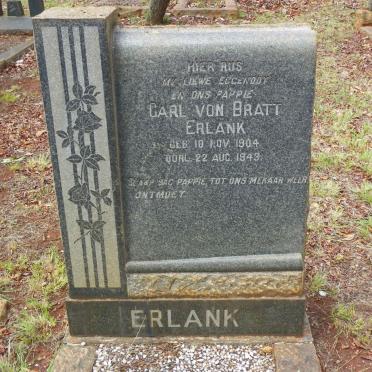 HIER RUS
MY LIEWE EGGENOOT
EN ONS PAPPIE
CARL VON BRATT
ERLANK
GEB. 10 NOV. 1904
OORL. 22 AUG. 1943.
SLAAP SAG PAPPIE, TOT ONS MEKAAR WEER
ONTMOET.
ERLANK